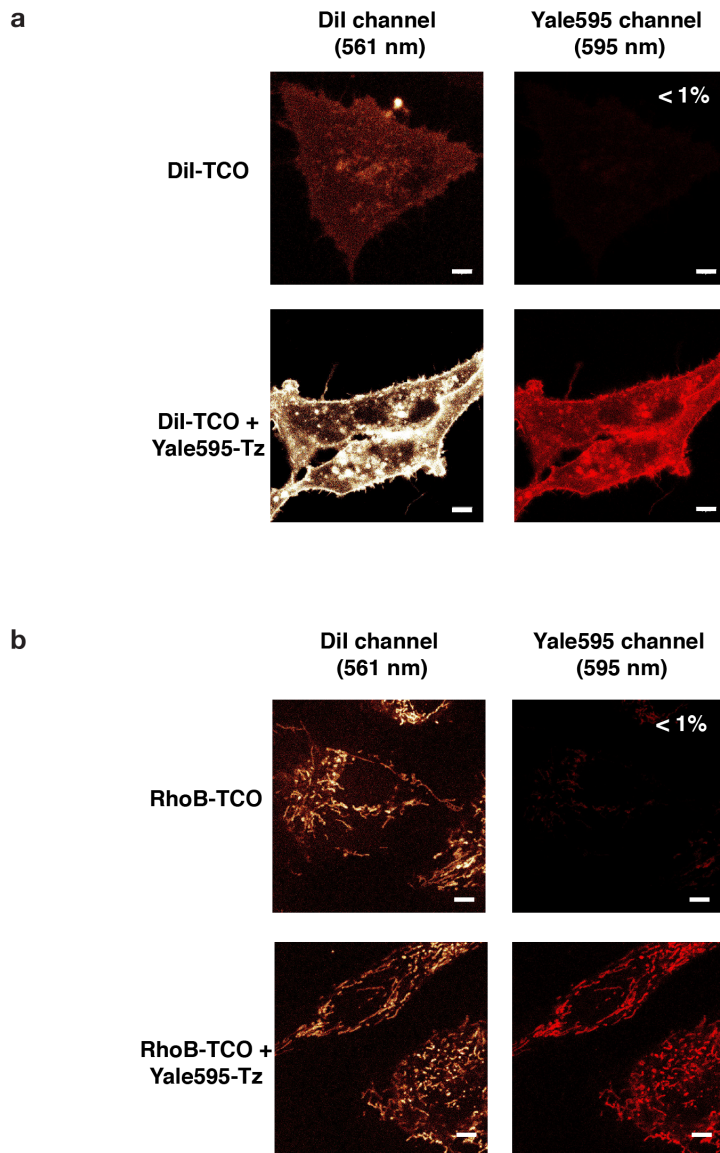 a
DiI channel
(561 nm)
Yale595 channel
(595 nm)
DiI-TCO
< 1%
DiI-TCO +
Yale595-Tz
b
DiI channel
(561 nm)
Yale595 channel
(595 nm)
RhoB-TCO
< 1%
RhoB-TCO +
Yale595-Tz